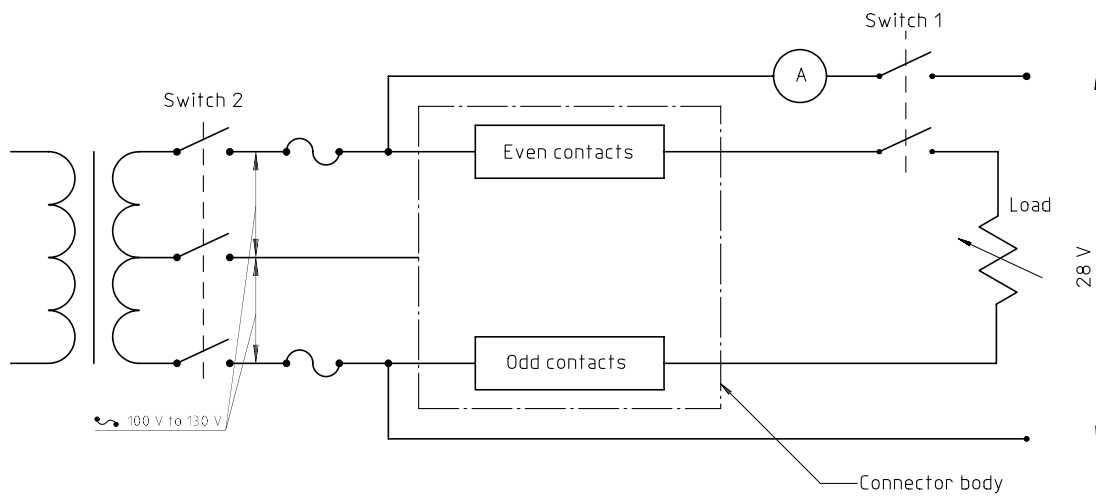 Switch 1
A
Switch 2
Even contacts
Load
28 V
Odd contacts
100 V to 130 V
Connector body